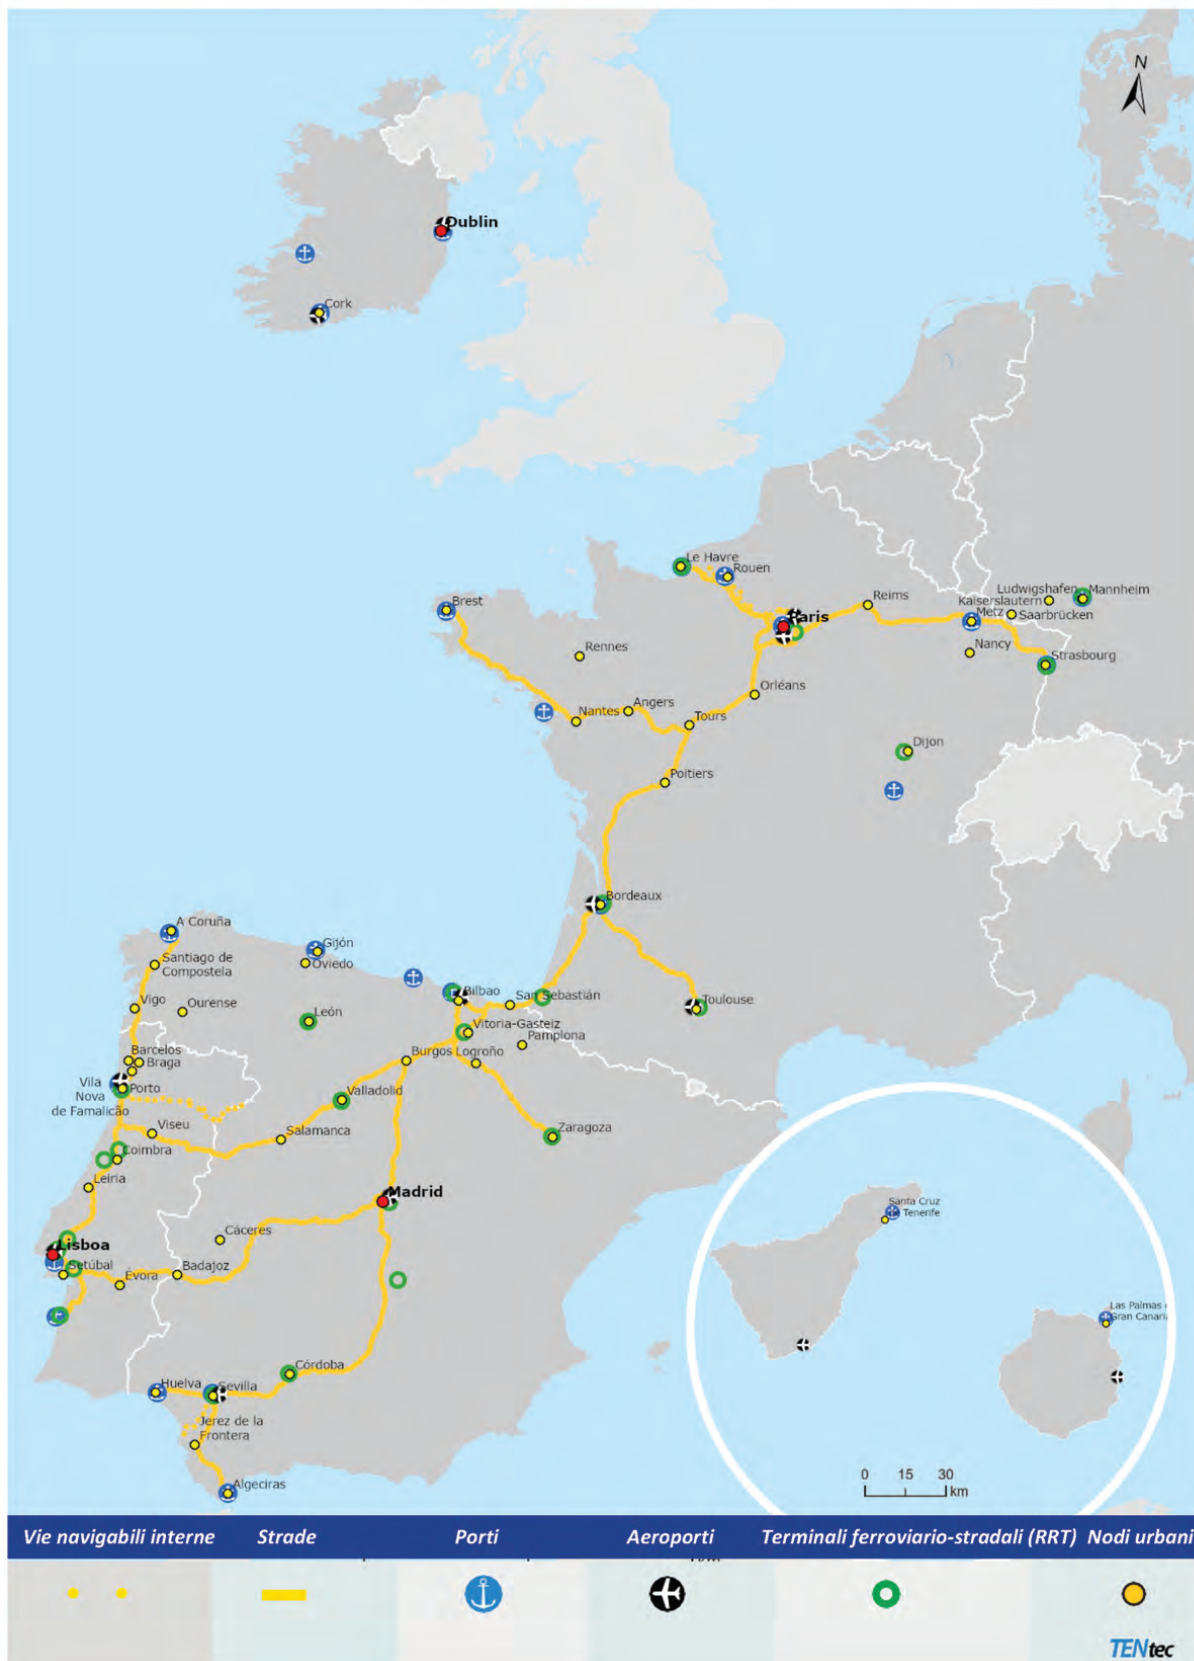 N
Dublin
Cork
Le Havre
Rouen
Ludwigshafen
Mannheim
Reims
Kaiserslautern
Brest
Paris
Metz
Saarbrücken
Rennes
Nancy
Strasbourg
Orléans
Angers
Nantes
Tours
Dijon
Poitiers
Bordeaux
A Coruña
Gijón
Santiago de
Compostela
Oviedo
Bilbao
San Sebastián
Toulouse
Vigo
Ourense
León
Vitoria-Gasteiz
Pamplona
Barcelos
Burgos
Logroño
Braga
Vila
Nova
de Famalicão
Porto
Valladolid
Viseu
Salamanca
Zaragoza
Coimbra
Leiria
Madrid
Santa Cruz
Tenerife
Cáceres
Lisboa
Setúbal
Badajoz
Évora
Las Palmas
Gran Canaria
Córdoba
Huelva
Sevilla
Jerez de la
Frontera
Algeciras
0 15 30
km
Vie navigabili interne
Strade
Porti
Aeroporti
Terminali ferroviario-stradali (RRT)
Nodi urbani
TENtec